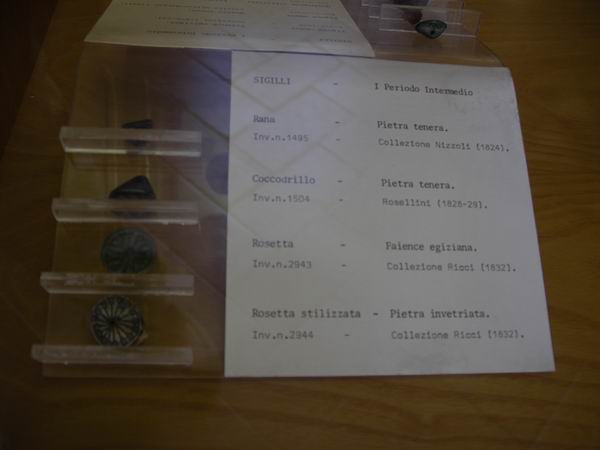 SIGILLI - I Periodo Intermedio
Rana - Pietra tenera.
Inv.n.1495 - Collezione Nizzoli (1824).
Coccodrillo - Pietra tenera.
Inv.n.1504 - Rosellini (1828-29).
Rosetta - Faience egiziana.
Inv.n.2943 - Collezione Ricci (1832).
Rosetta stilizzata - Pietra invetriata.
Inv.n.2944 - Collezione Ricci (1832).